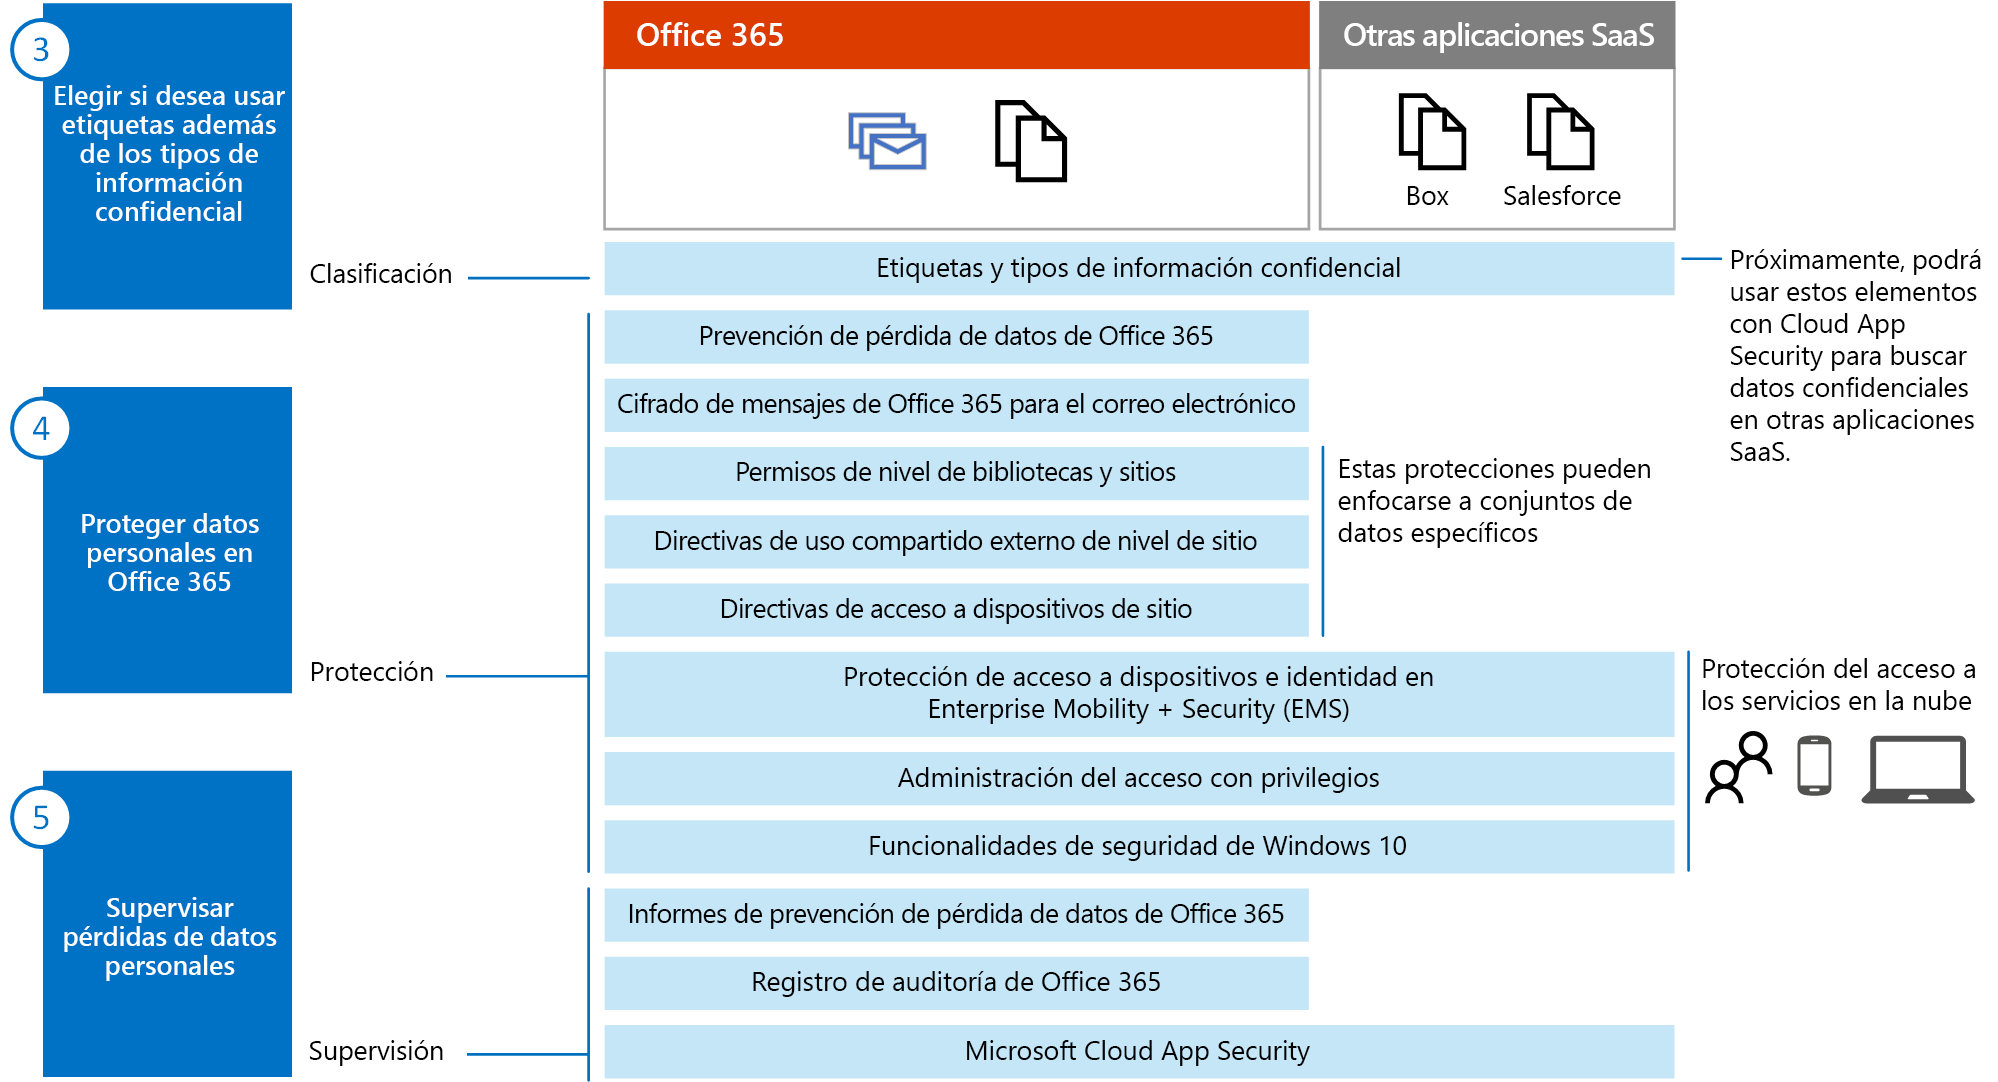 3
Elegir si desea usar
etiquetas además
de los tipos de
información
confidencial
Office 365
Otras aplicaciones SaaS
Box
Salesforce
Clasificación
Etiquetas y tipos de información confidencial
Próximamente, podrá
usar estos elementos
con Cloud App
Security para buscar
datos confidenciales
en otras aplicaciones
SaaS.
4
Proteger datos
personales en
Office 365
Protección
Prevención de pérdida de datos de Office 365
Cifrado de mensajes de Office 365 para el correo electrónico
Permisos de nivel de bibliotecas y sitios
Directivas de uso compartido externo de nivel de sitio
Directivas de acceso a dispositivos de sitio
Estas protecciones pueden
enfocarse a conjuntos de
datos específicos
Protección de acceso a dispositivos e identidad en
Enterprise Mobility + Security (EMS)
Administración del acceso con privilegios
Funcionalidades de seguridad de Windows 10
Protección del acceso a
los servicios en la nube
5
Supervisar
pérdidas de datos
personales
Supervisión
Informes de prevención de pérdida de datos de Office 365
Registro de auditoría de Office 365
Microsoft Cloud App Security